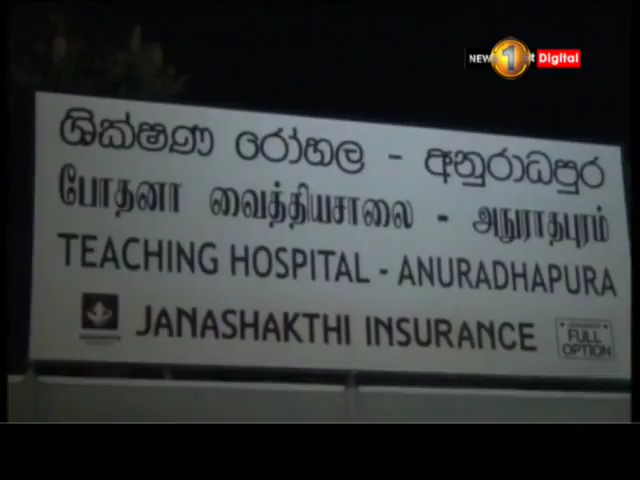 NEWS 1st Digital
ශික්ෂණ රෝහල - අනුරාධපුර
போதனா வைத்தியசாலை - அநுராதபுரம்
TEACHING HOSPITAL - ANURADHAPURA
JANASHAKTHI INSURANCE
FULL
OPTION